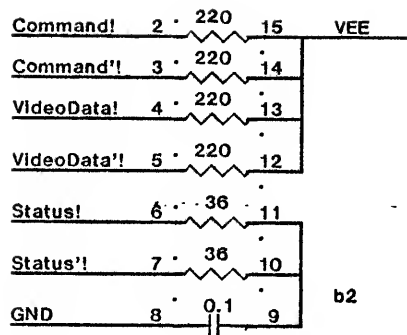 220
Command! 2 15 VEE
220
Command'! 3 14
220
VideoData! 4 13
220
VideoData'! 5 12
Status! 6 36 11
36
Status'! 7 10
0.1 b2
GND 8 9